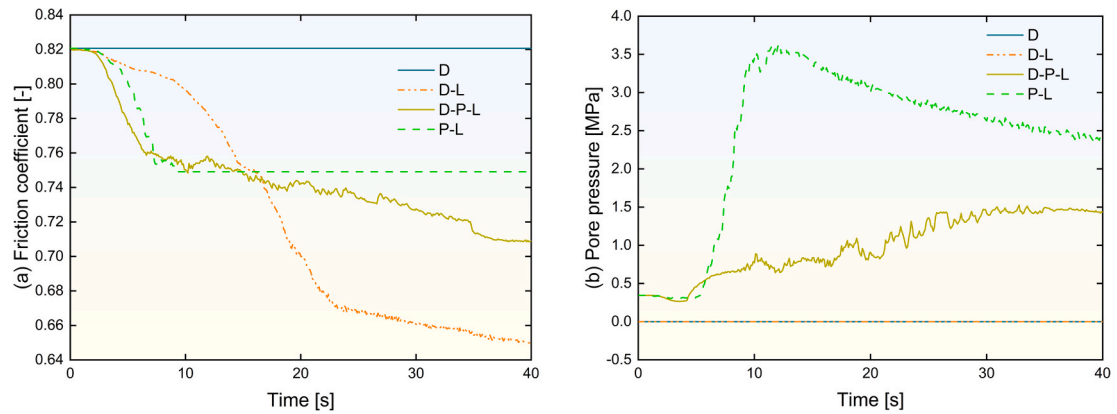 (a) Friction coefficient [-]
0.84
0.82
0.80
0.78
0.76
0.74
0.72
0.70
0.68
0.66
0.64
0
10
20
30
40
Time [s]
D
D-L
D-P-L
P-L
(b) Pore pressure [MPa]
4.0
3.5
3.0
2.5
2.0
1.5
1.0
0.5
0.0
-0.5
0
10
20
30
40
Time [s]
D
D-L
D-P-L
P-L